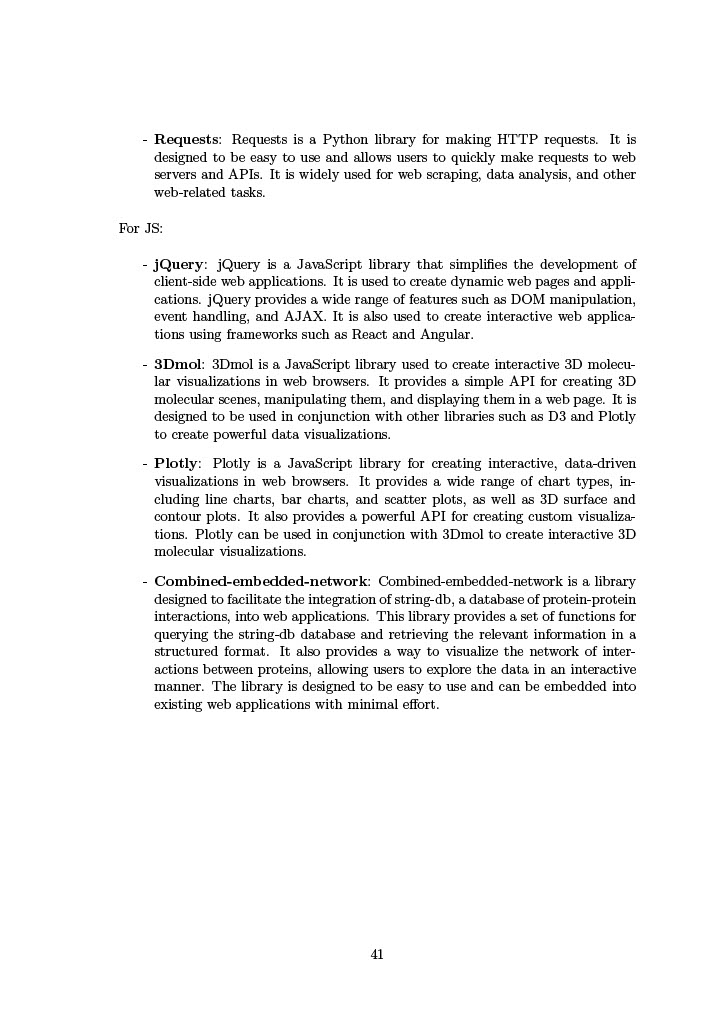 - Requests: Requests is a Python library for making HTTP requests. It is
designed to be easy to use and allows users to quickly make requests to web
servers and APIs. It is widely used for web scraping, data analysis, and other
web-related tasks.
For JS:
- jQuery: jQuery is a JavaScript library that simplifies the development of
client-side web applications. It is used to create dynamic web pages and appli-
cations. jQuery provides a wide range of features such as DOM manipulation,
event handling, and AJAX. It is also used to create interactive web applica-
tions using frameworks such as React and Angular.
- 3Dmol: 3Dmol is a JavaScript library used to create interactive 3D molecu-
lar visualizations in web browsers. It provides a simple API for creating 3D
molecular scenes, manipulating them, and displaying them in a web page. It is
designed to be used in conjunction with other libraries such as D3 and Plotly
to create powerful data visualizations.
- Plotly: Plotly is a JavaScript library for creating interactive, data-driven
visualizations in web browsers. It provides a wide range of chart types, in-
cluding line charts, bar charts, and scatter plots, as well as 3D surface and
contour plots. It also provides a powerful API for creating custom visualiza-
tions. Plotly can be used in conjunction with 3Dmol to create interactive 3D
molecular visualizations.
- Combined-embedded-network: Combined-embedded-network is a library
designed to facilitate the integration of string-db, a database of protein-protein
interactions, into web applications. This library provides a set of functions for
querying the string-db database and retrieving the relevant information in a
structured format. It also provides a way to visualize the network of inter-
actions between proteins, allowing users to explore the data in an interactive
manner. The library is designed to be easy to use and can be embedded into
existing web applications with minimal effort.
41